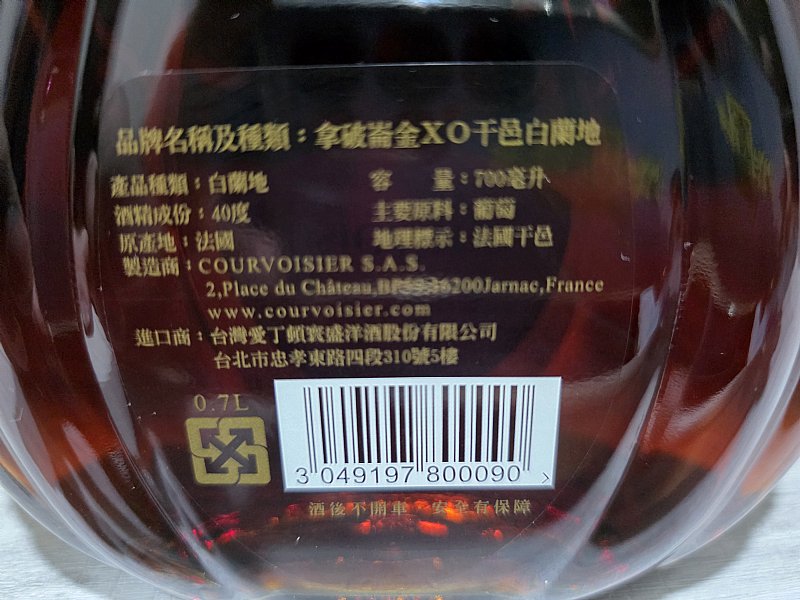 品牌名稱及種類：拿破崙金XO干邑白蘭地
產品種類：白蘭地 容 量：700毫升
酒精成份：40度 主要原料：葡萄
原產地：法國 地理標示：法國干邑
製造商：COURVOISIER S.A.S.
2,Place du Château,BP59,16200Jarnac,France
www.courvoisier.com
進口商：台灣愛丁頓寰盛洋酒股份有限公司
台北市忠孝東路四段310號5樓
0.7L
3 049197 800090 >
酒後不開車 安全有保障